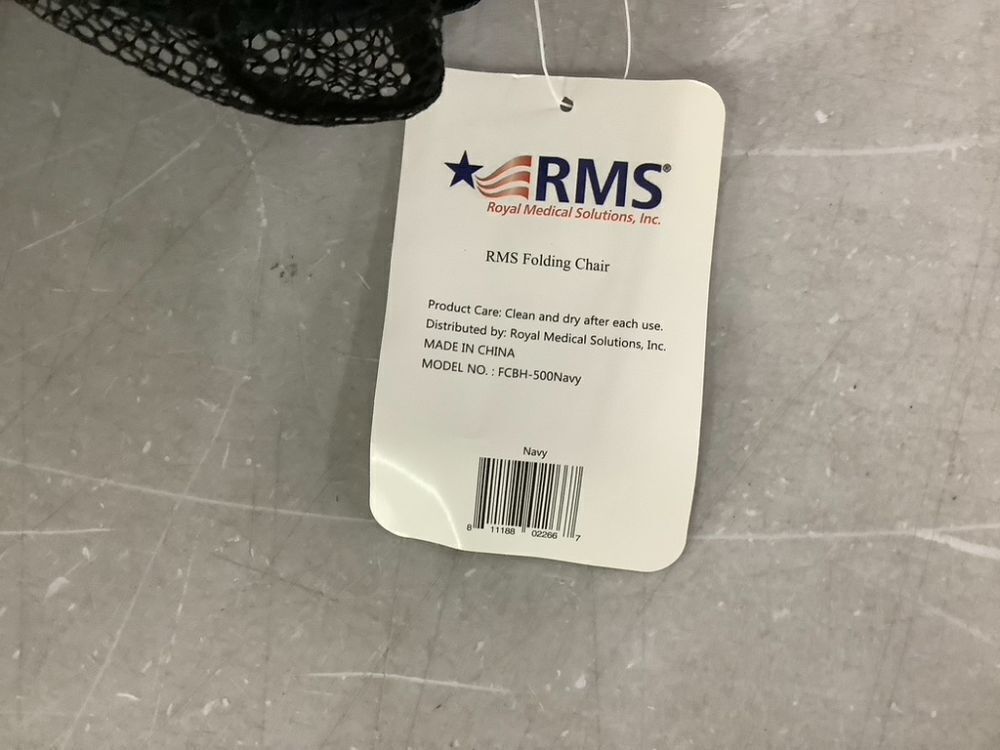 RMS®
Royal Medical Solutions, Inc.
RMS Folding Chair
Product Care: Clean and dry after each use.
Distributed by: Royal Medical Solutions, Inc.
MADE IN CHINA
MODEL NO. : FCBH-500Navy
Navy
8 11188 02266 7